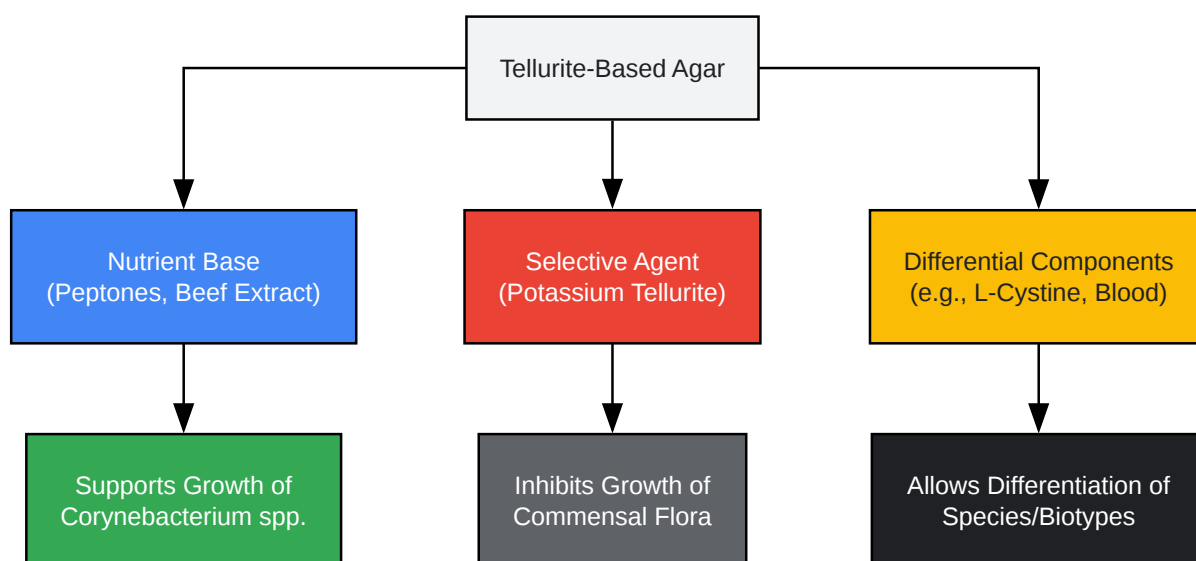 Tellurite-Based Agar
Nutrient Base
(Peptones, Beef Extract)
Selective Agent
(Potassium Tellurite)
Differential Components
(e.g., L-Cystine, Blood)
Supports Growth of
Corynebacterium spp.
Inhibits Growth of
Commensal Flora
Allows Differentiation of
Species/Biotypes